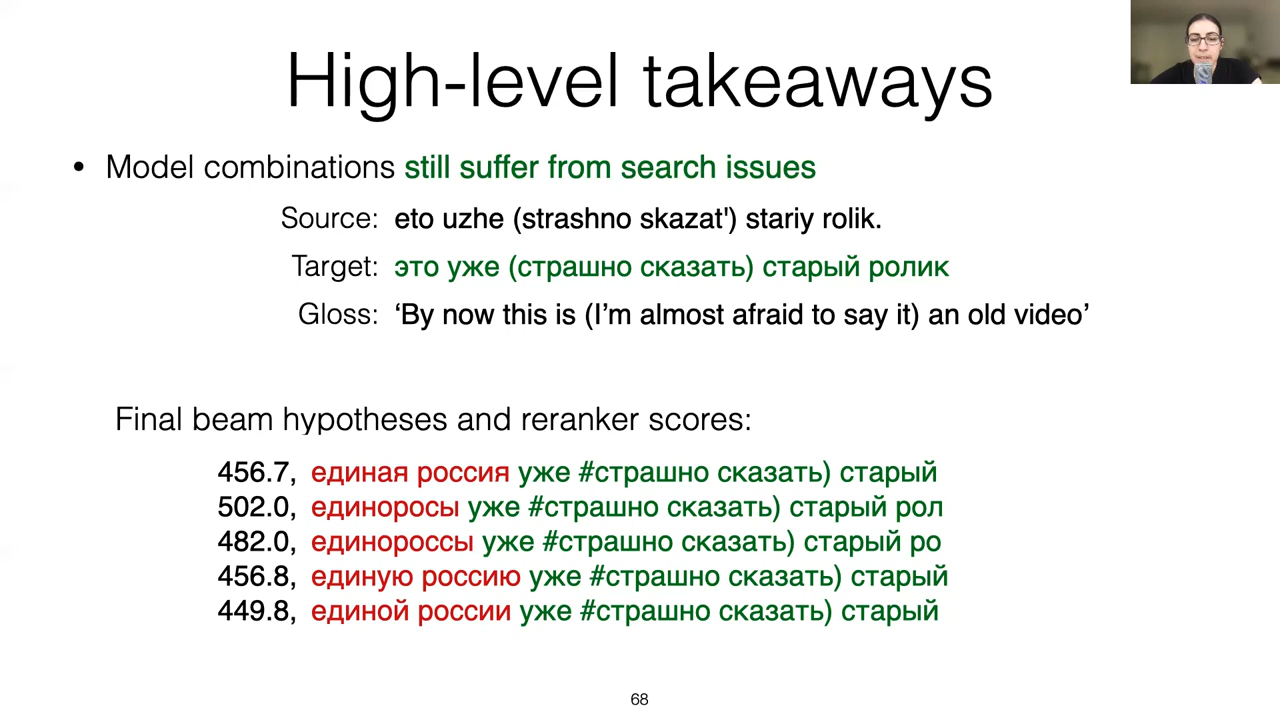 High-level takeaways
• Model combinations still suffer from search issues
Source: eto uzhe (strashno skazat') stariy rolik.
Target: это уже (страшно сказать) старый ролик
Gloss: ‘By now this is (I’m almost afraid to say it) an old video’
Final beam hypotheses and reranker scores:
456.7, единая россия уже #страшно сказать) старый
502.0, единоросы уже #страшно сказать) старый рол
482.0, единороссы уже #страшно сказать) старый ро
456.8, единую россию уже #страшно сказать) старый
449.8, единой россии уже #страшно сказать) старый
68